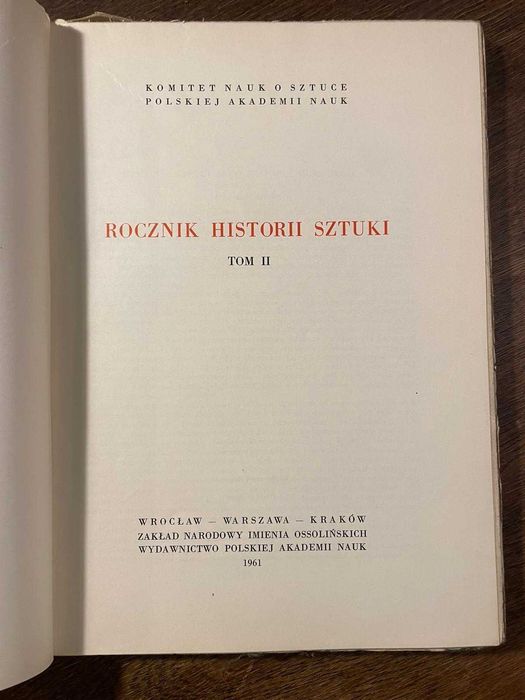 KOMITET NAUK O SZTUCE
POLSKIEJ AKADEMII NAUK
ROCZNIK HISTORII SZTUKI
TOM II
WROCŁAW – WARSZAWA – KRAKÓW
ZAKŁAD NARODOWY IMIENIA OSSOLIŃSKICH
WYDAWNICTWO POLSKIEJ AKADEMII NAUK
1961